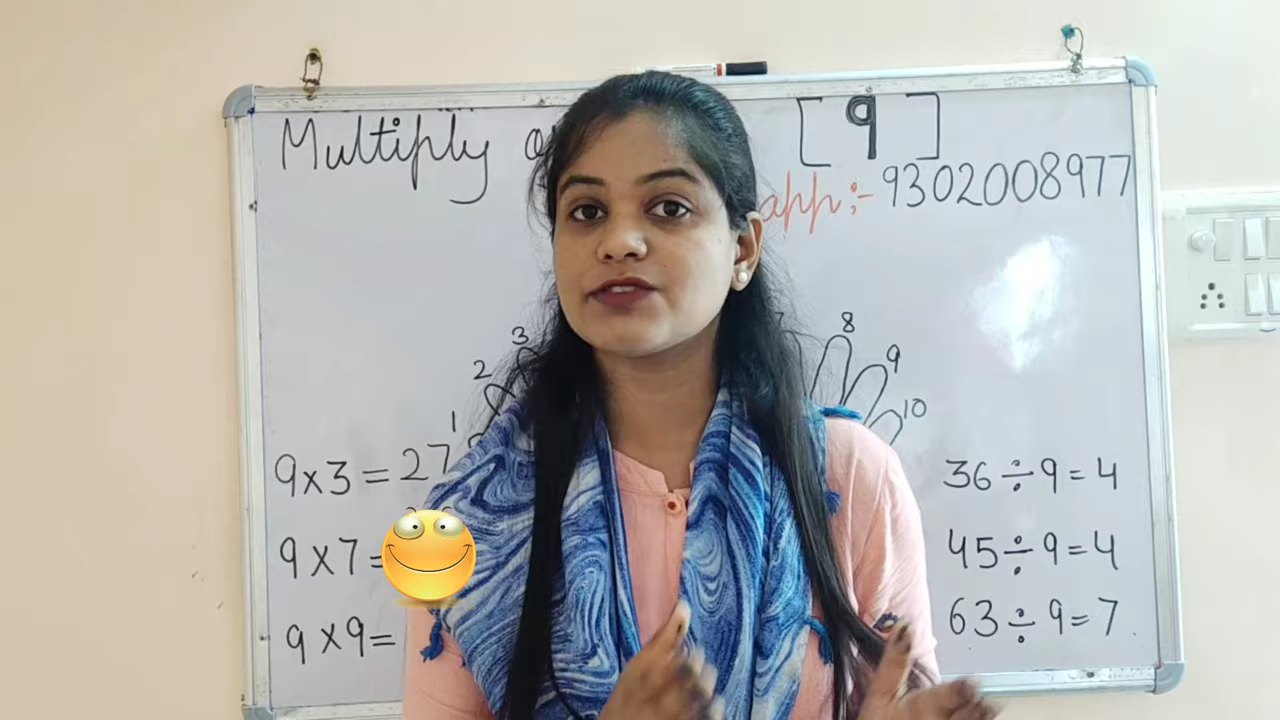 Multiply [ 9 ]
app:- 9302008977
1 2 3 8 9 10
9x3=27 36÷9=4
9x7= 45÷9=4
9x9= 63÷9=7